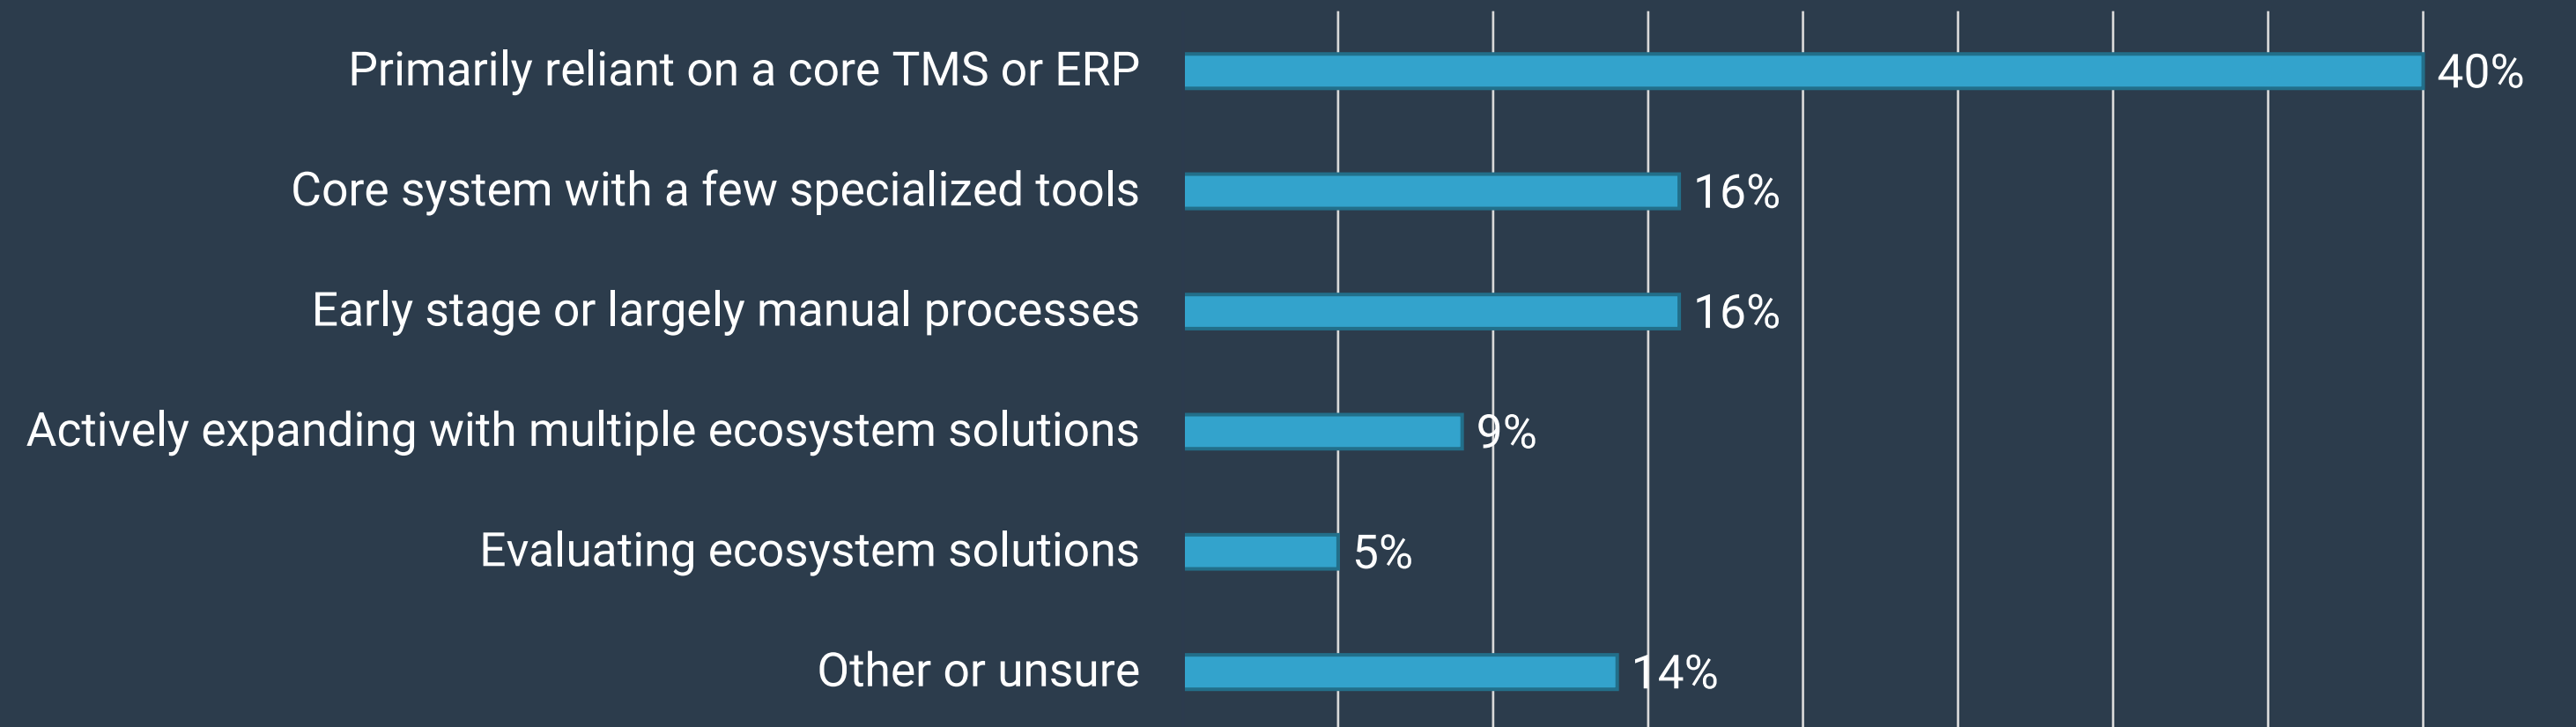 Primarily reliant on a core TMS or ERP 40%
Core system with a few specialized tools 16%
Early stage or largely manual processes 16%
Actively expanding with multiple ecosystem solutions 9%
Evaluating ecosystem solutions 5%
Other or unsure 14%